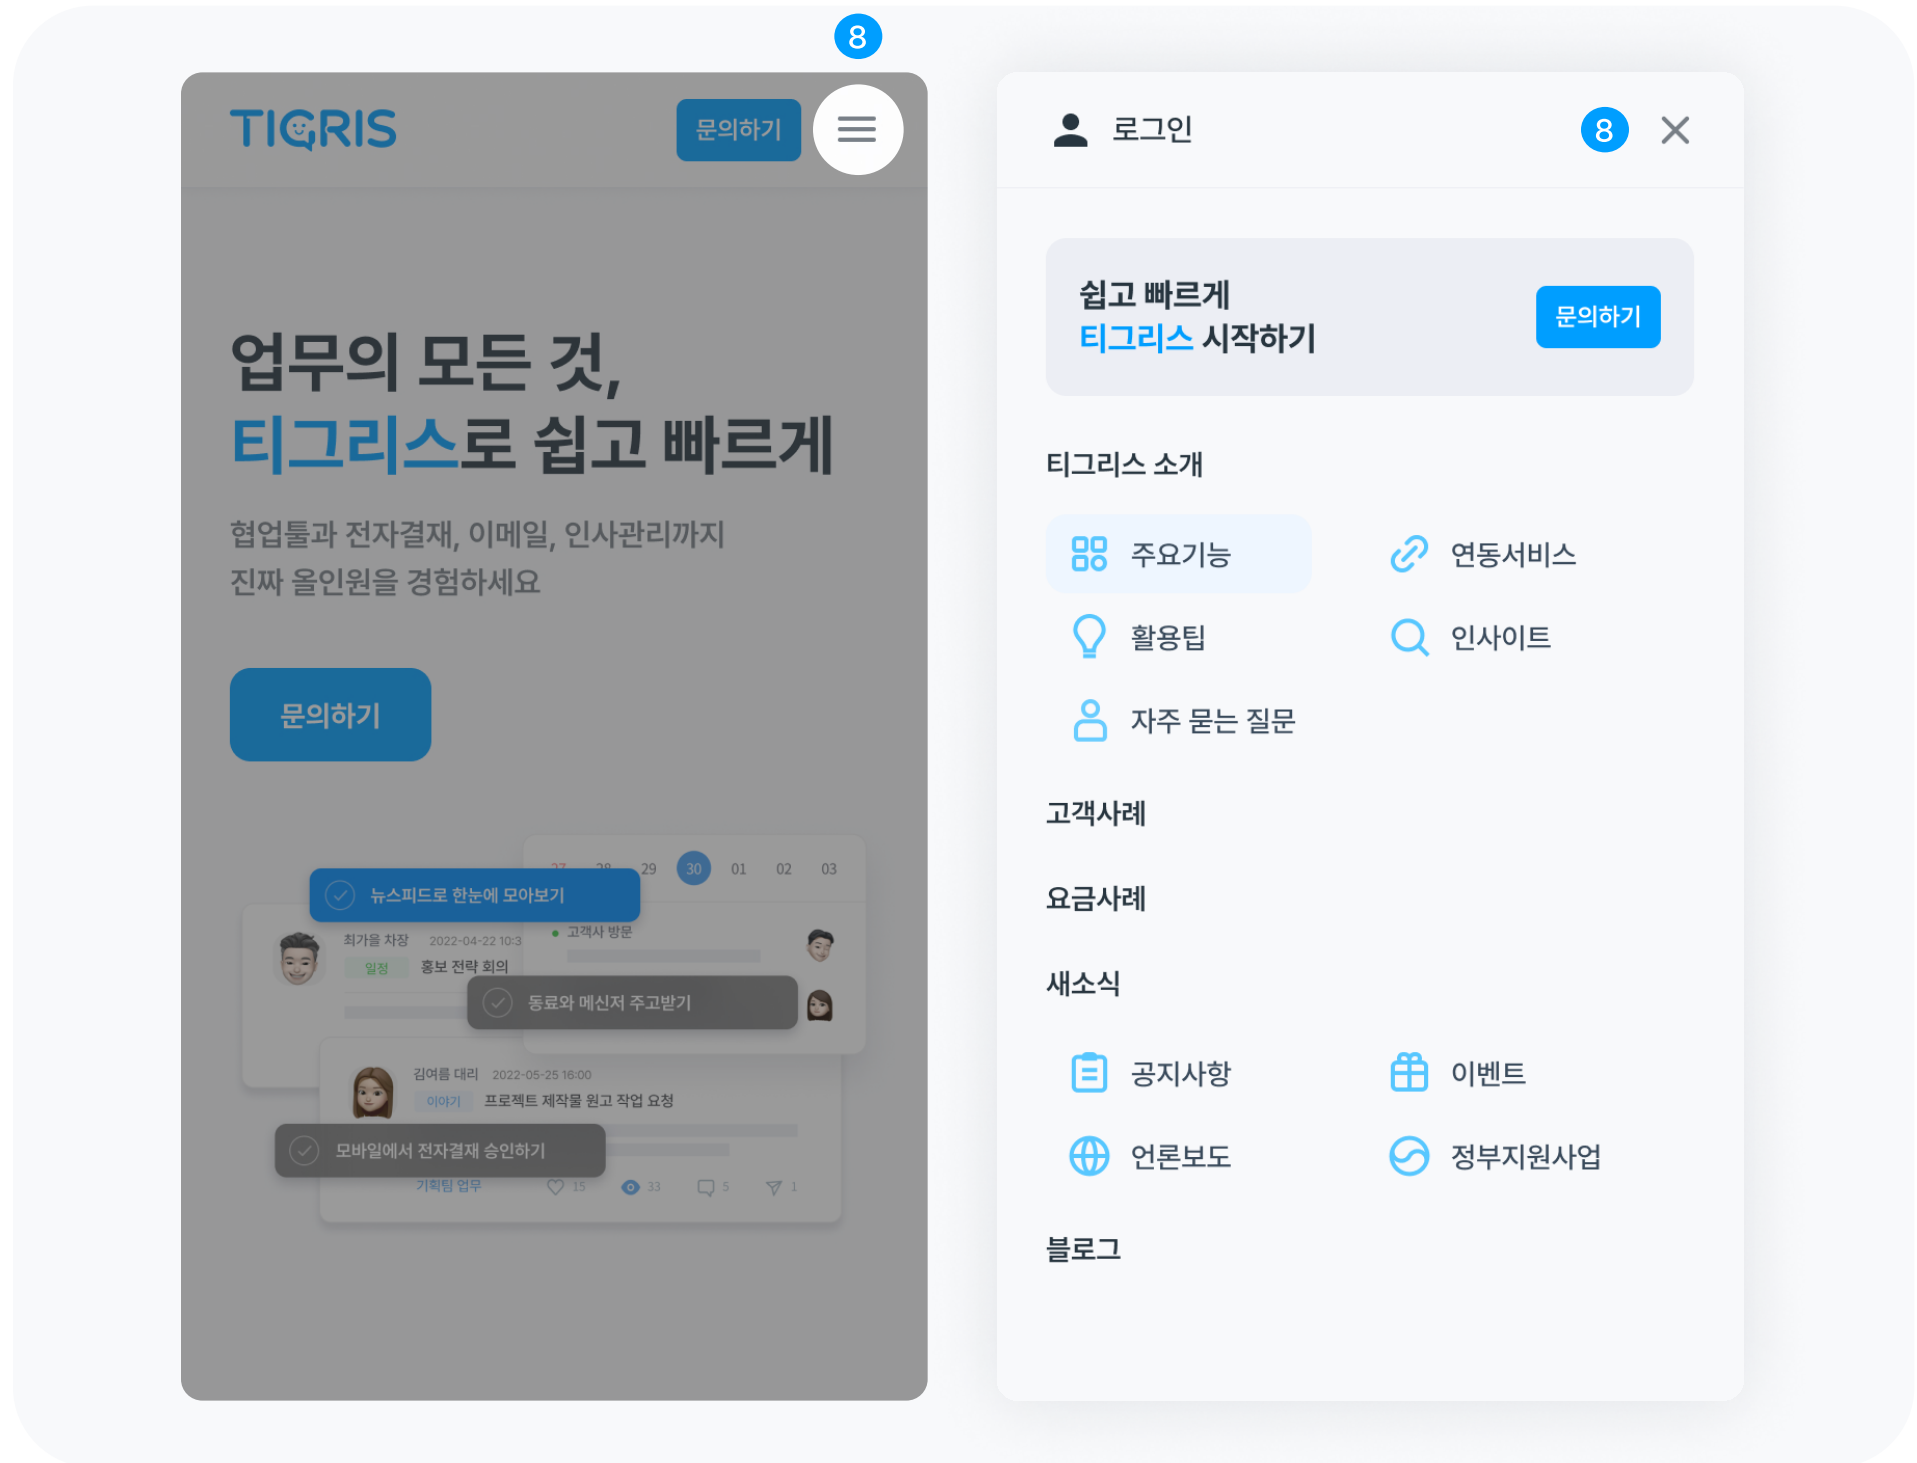 8
TIGRIS
문의하기
업무의 모든 것,
티그리스로 쉽고 빠르게
협업툴과 전자결재, 이메일, 인사관리까지
진짜 올인원을 경험하세요
문의하기
27 28 29 30 01 02 03
뉴스피드로 한눈에 모아보기
고객사 방문
최가을 차장 2022-04-22 10:3
일정 홍보 전략 회의
동료와 메신저 주고받기
김여름 대리 2022-05-25 16:00
이야기 프로젝트 제작물 원고 작업 요청
모바일에서 전자결재 승인하기
기획팀 업무 15 33 5 1
로그인 8
쉽고 빠르게
티그리스 시작하기
문의하기
티그리스 소개
주요기능 연동서비스
활용팁 인사이트
자주 묻는 질문
고객사례
요금사례
새소식
공지사항 이벤트
언론보도 정부지원사업
블로그